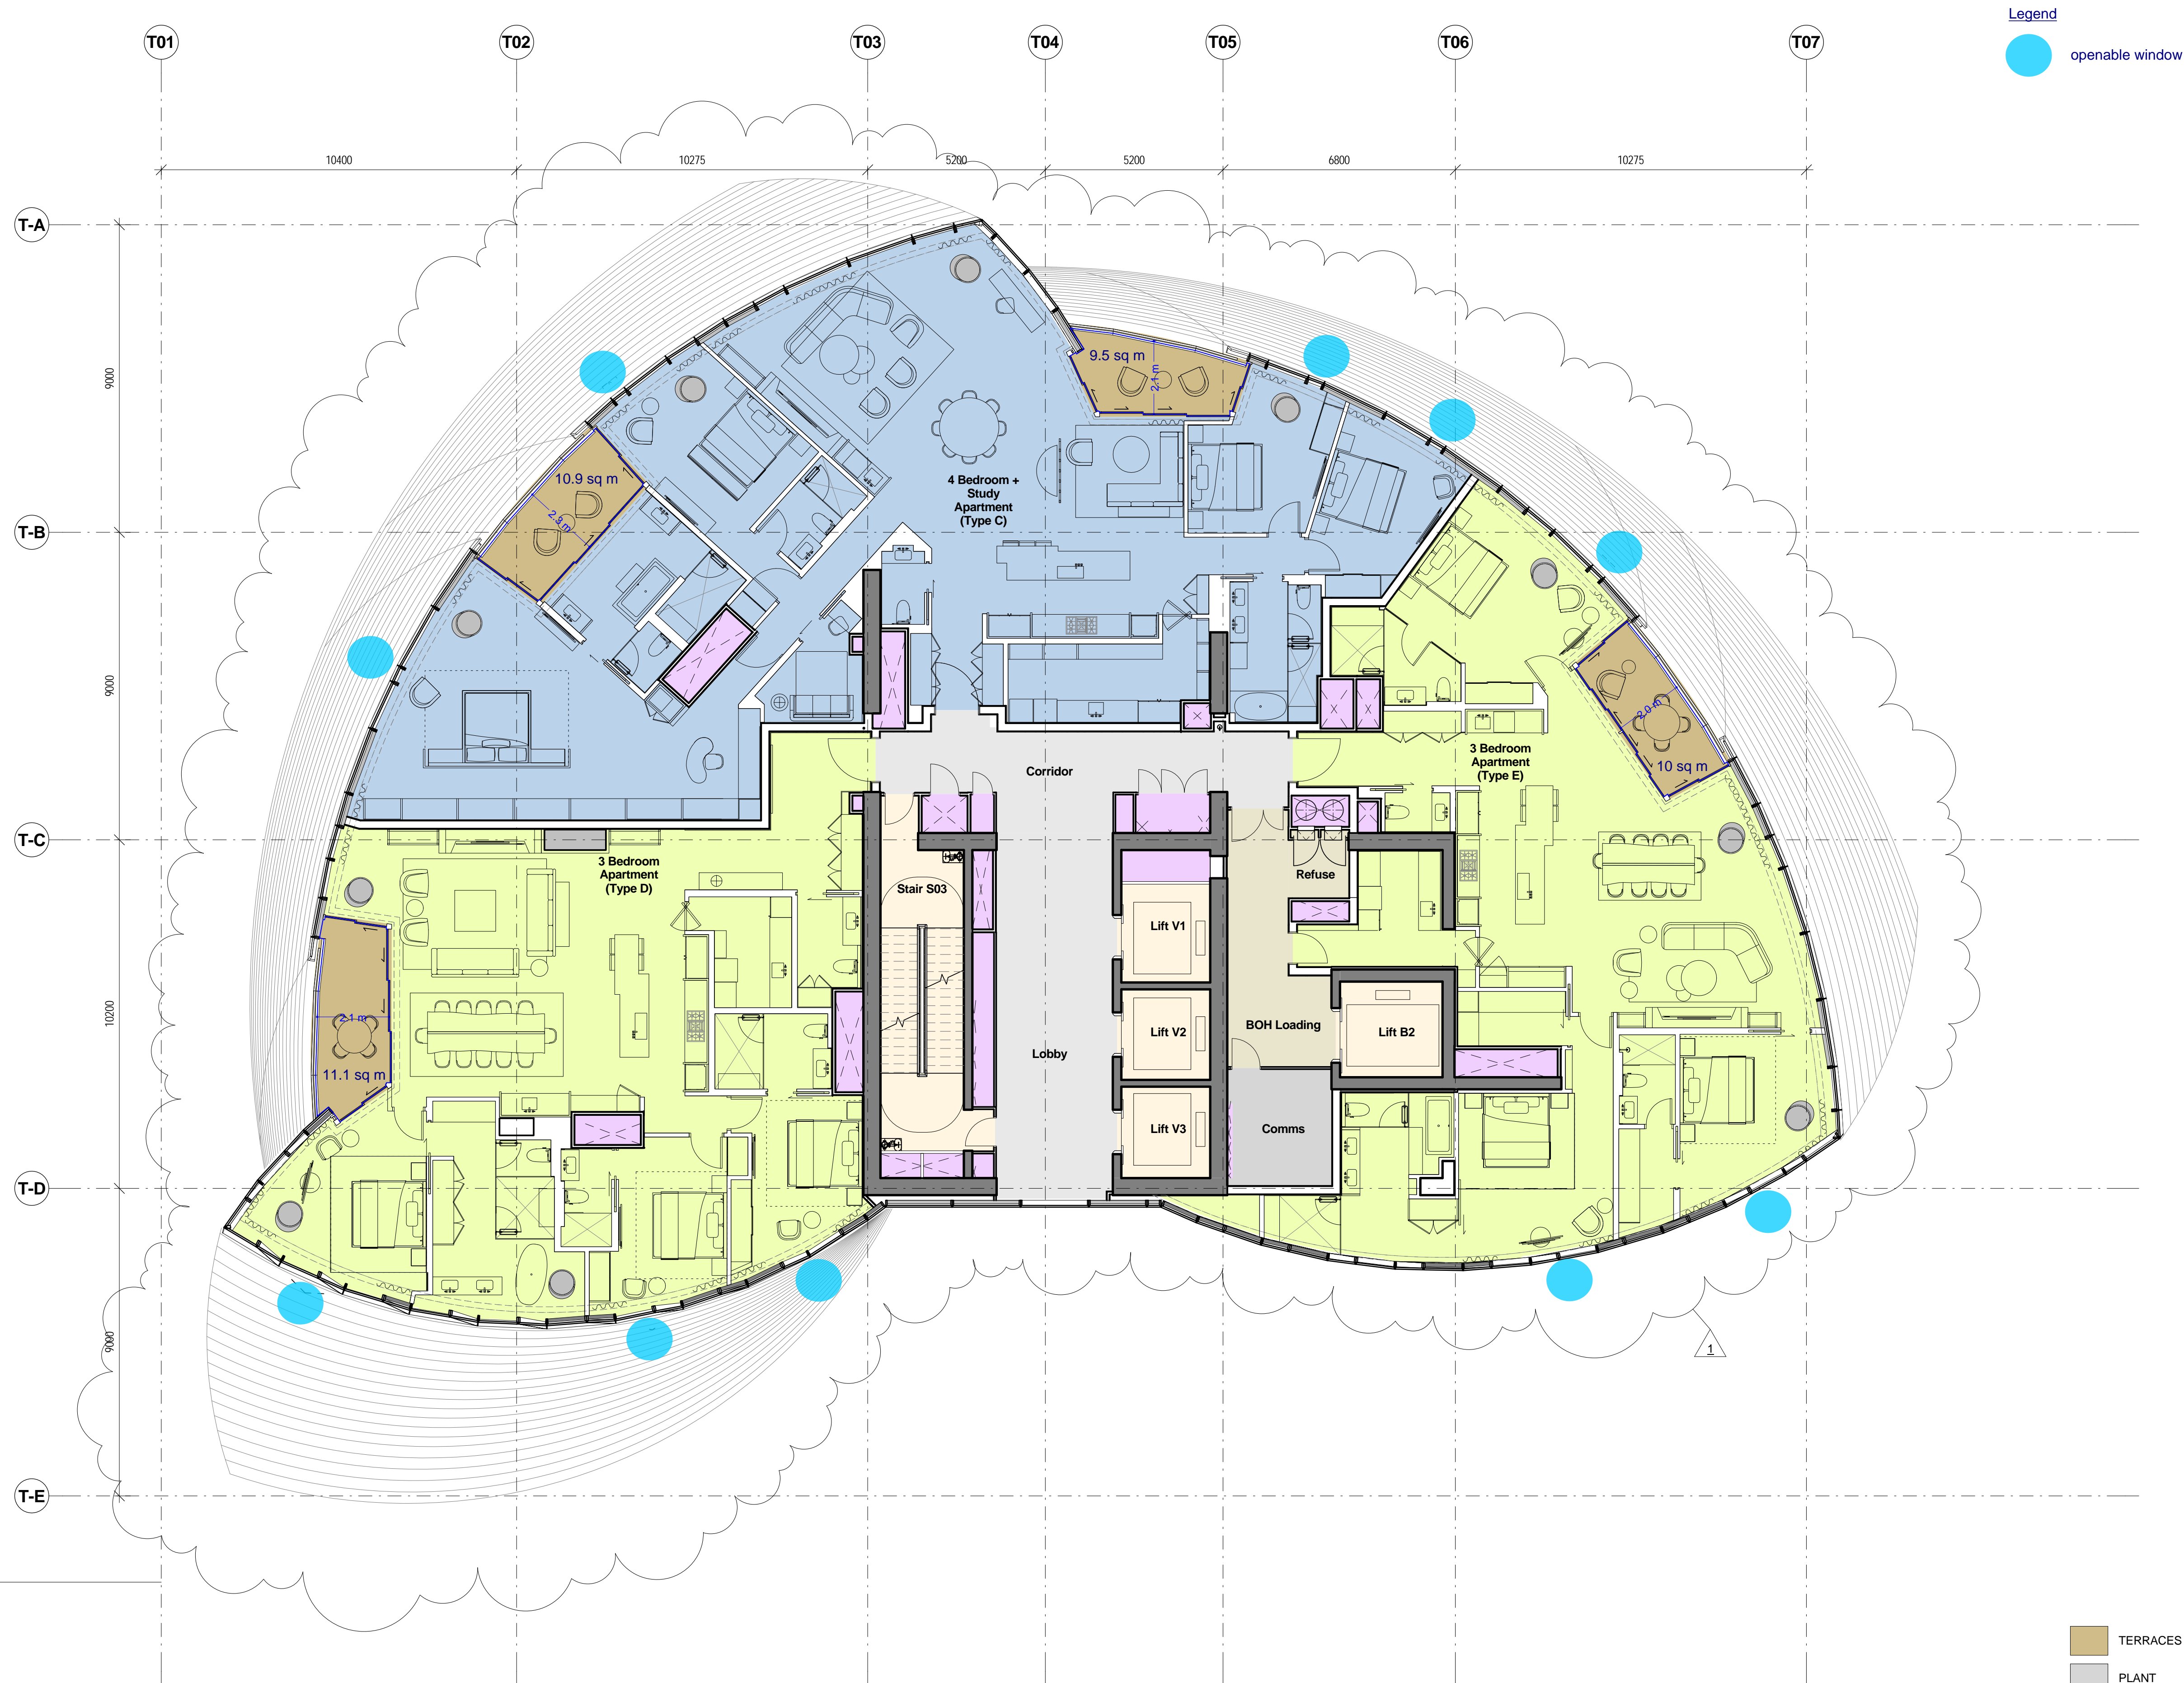 Legend
openable window
T01
T02
T03
T04
T05
T06
T07
10400
10275
5200
5200
6800
10275
T-A
9000
9.5 sq m
2.1 m
10.9 sq m
2.3 m
4 Bedroom +
Study
Apartment
(Type C)
T-B
9000
2.0 m
10 sq m
3 Bedroom
Apartment
(Type E)
Corridor
T-C
3 Bedroom
Apartment
(Type D)
Stair S03
Refuse
Lift V1
10200
2.1 m
11.1 sq m
Lobby
Lift V2
BOH Loading
Lift B2
Lift V3
Comms
T-D
9000
1
T-E
TERRACES
PLANT